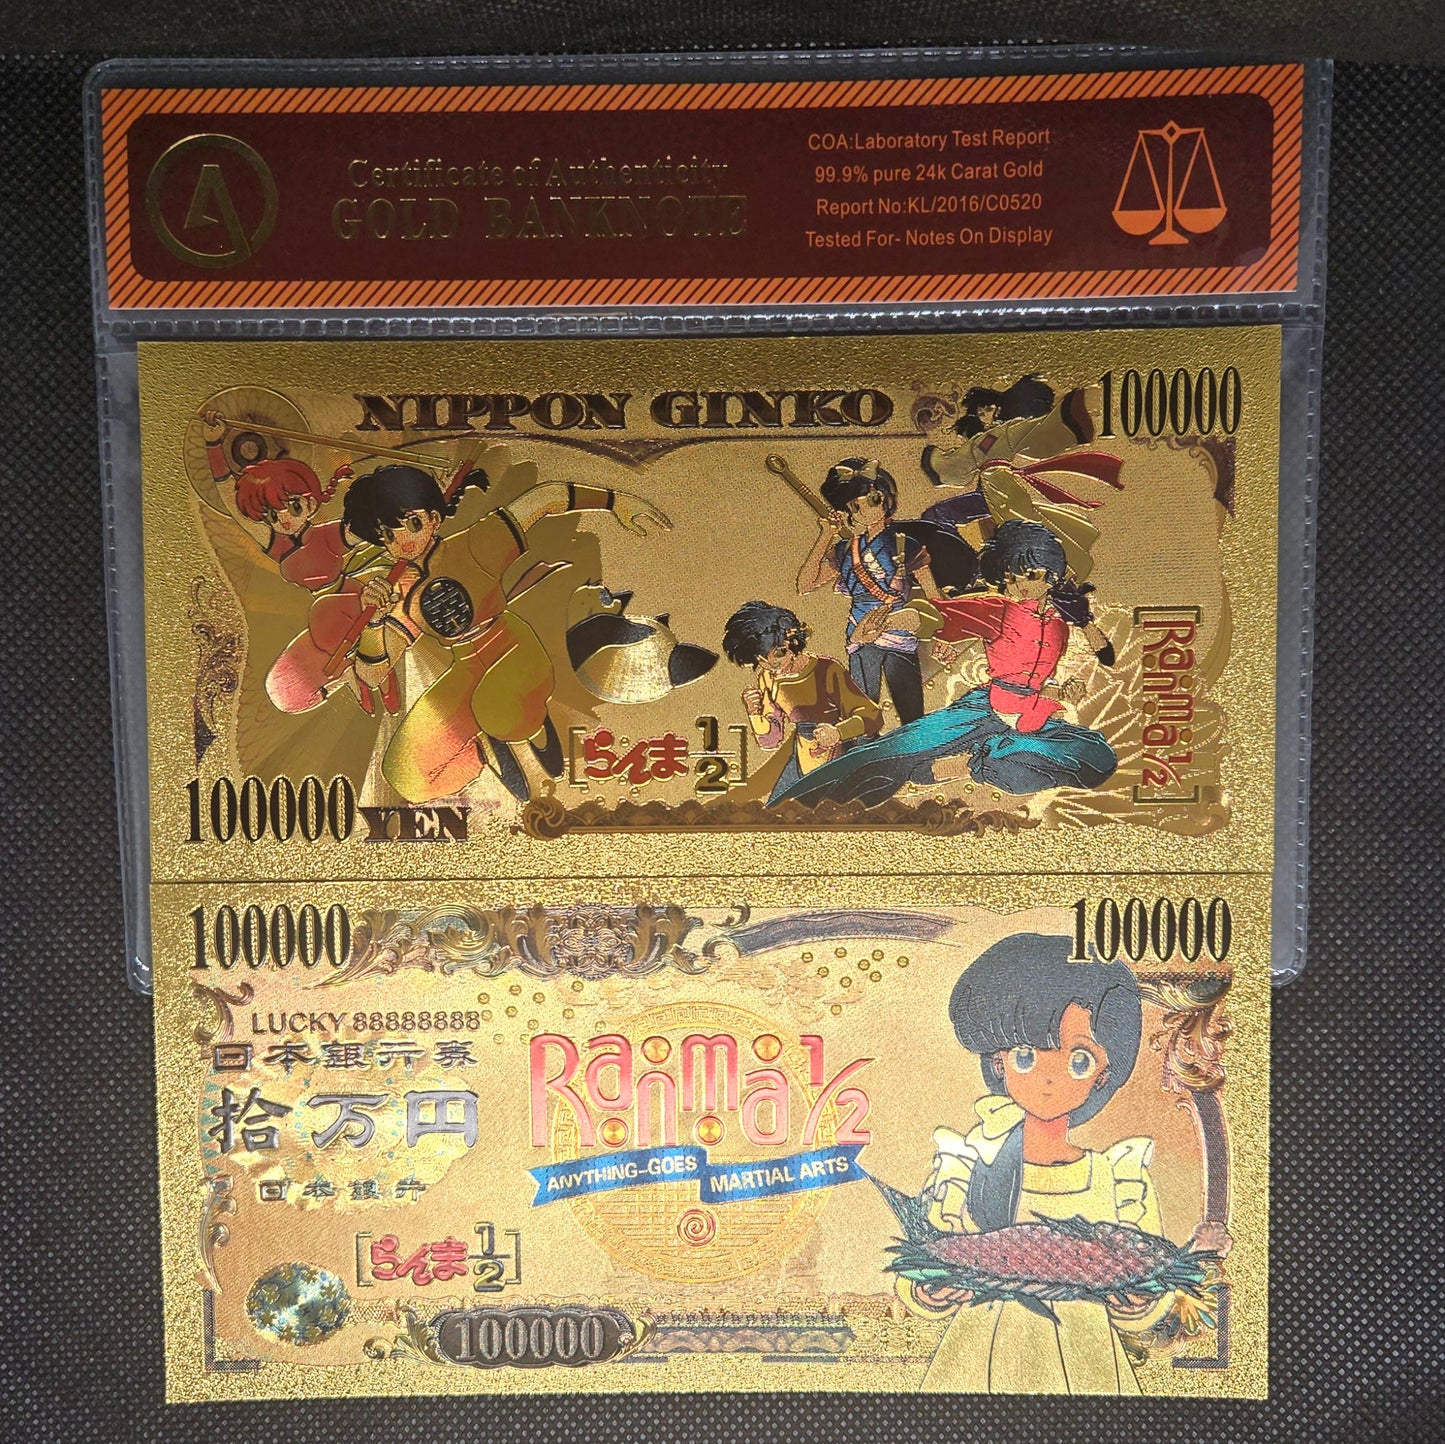 Certificate of Authenticity
GOLD BANKNOTE
COA:Laboratory Test Report
99.9% pure 24k Carat Gold
Report No:KL/2016/C0520
Tested For- Notes On Display
NIPPON GINKO
100000
[らんま1/2]
[Ranma1/2]
100000 YEN
100000
100000
LUCKY 88888888
日本銀行券
拾万円
日本銀行
Ranma1/2
ANYTHING-GOES MARTIAL ARTS
[らんま1/2]
100000